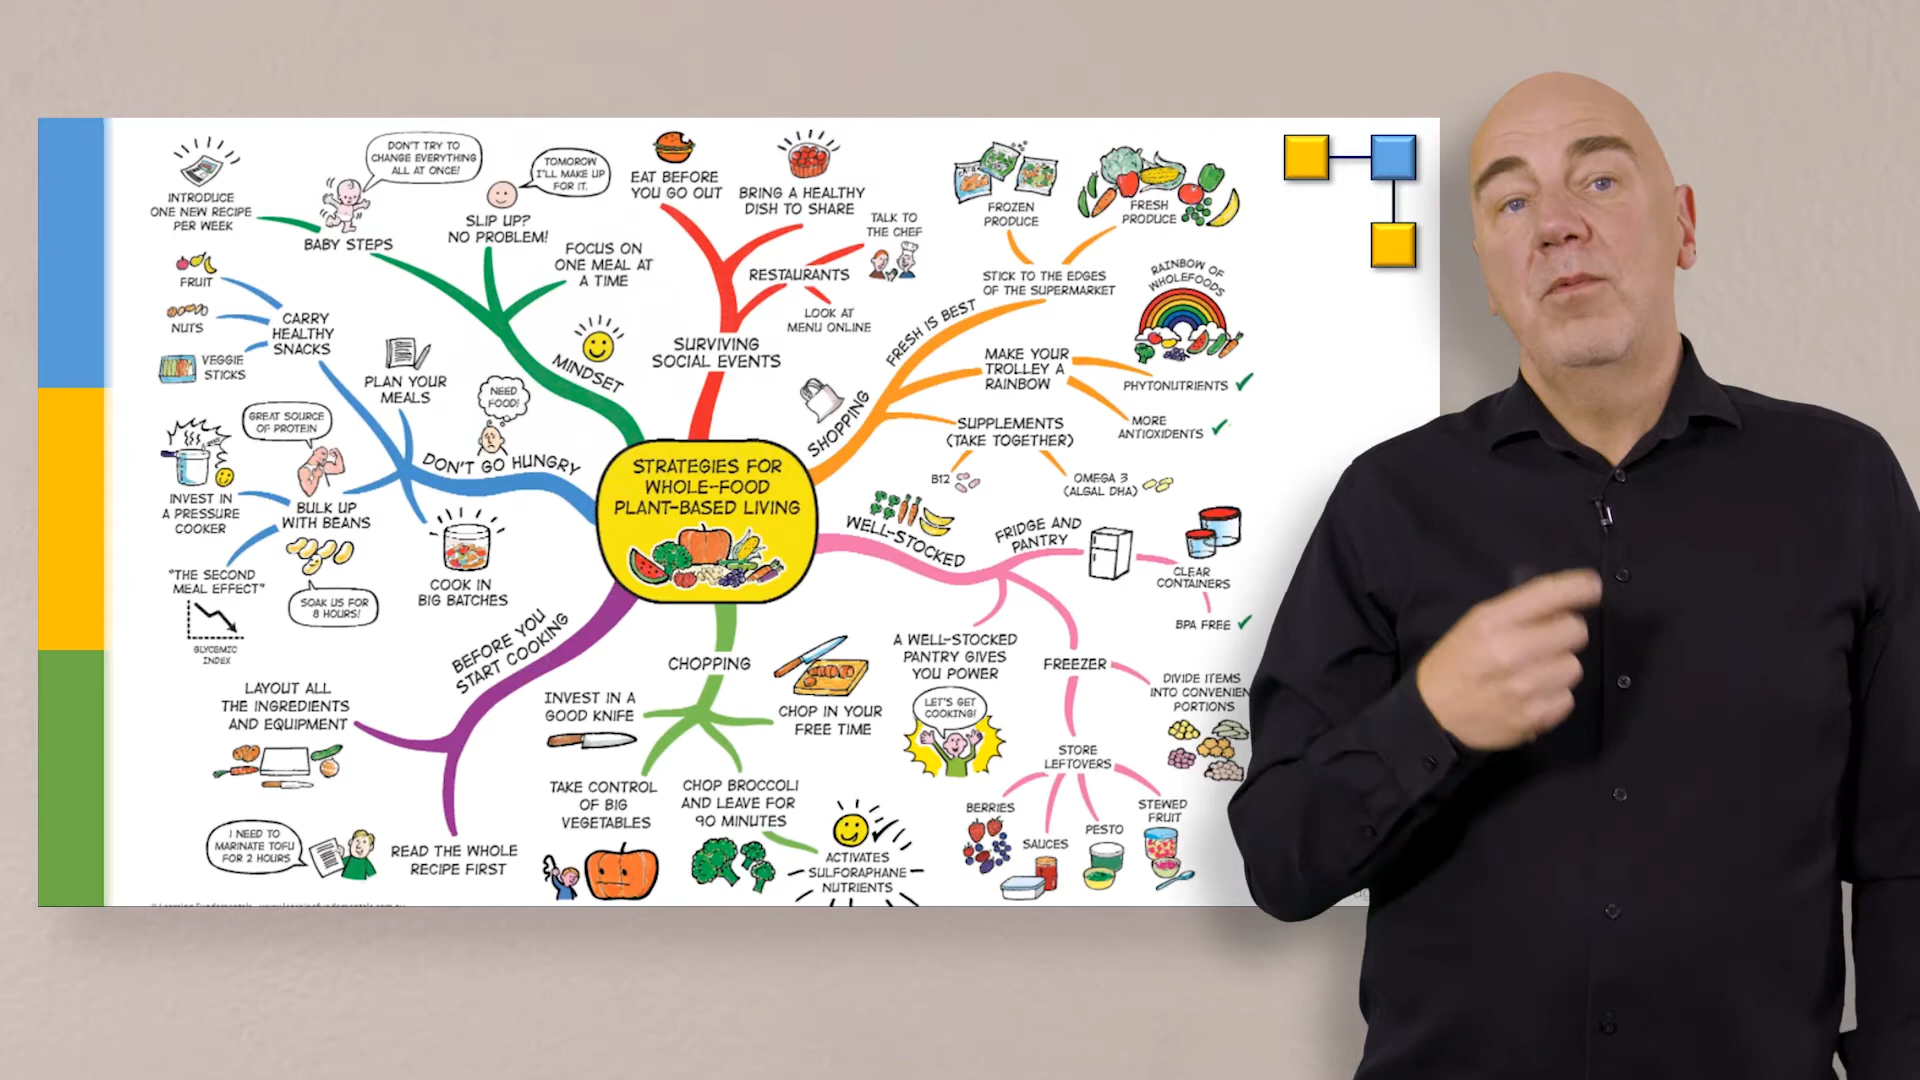 INTRODUCE
ONE NEW RECIPE
PER WEEK
DON'T TRY TO
CHANGE EVERYTHING
ALL AT ONCE!
BABY STEPS
TOMOROW
I'LL MAKE UP
FOR IT.
SLIP UP?
NO PROBLEM!
FOCUS ON
ONE MEAL AT
A TIME
MINDSET
EAT BEFORE
YOU GO OUT
BRING A HEALTHY
DISH TO SHARE
TALK TO
THE CHEF
RESTAURANTS
LOOK AT
MENU ONLINE
SURVIVING
SOCIAL EVENTS
FROZEN
PRODUCE
FRESH
PRODUCE
STICK TO THE EDGES
OF THE SUPERMARKET
FRESH IS BEST
RAINBOW OF
WHOLEFOODS
MAKE YOUR
TROLLEY A
RAINBOW
PHYTONUTRIENTS
MORE
ANTIOXIDENTS
SHOPPING
SUPPLEMENTS
(TAKE TOGETHER)
B12
OMEGA 3
(ALGAL DHA)
FRUIT
NUTS
VEGGIE
STICKS
CARRY
HEALTHY
SNACKS
PLAN YOUR
MEALS
NEED
FOOD!
DON'T GO HUNGRY
GREAT SOURCE
OF PROTEIN
INVEST IN
A PRESSURE
COOKER
BULK UP
WITH BEANS
"THE SECOND
MEAL EFFECT"
GLYCEMIC
INDEX
SOAK US FOR
8 HOURS!
COOK IN
BIG BATCHES
STRATEGIES FOR
WHOLE-FOOD
PLANT-BASED LIVING
WELL-STOCKED
FRIDGE AND
PANTRY
CLEAR
CONTAINERS
BPA FREE
A WELL-STOCKED
PANTRY GIVES
YOU POWER
LET'S GET
COOKING!
FREEZER
DIVIDE ITEMS
INTO CONVENIEN
PORTIONS
STORE
LEFTOVERS
BERRIES
SAUCES
PESTO
STEWED
FRUIT
BEFORE YOU
START COOKING
LAYOUT ALL
THE INGREDIENTS
AND EQUIPMENT
I NEED TO
MARINATE TOFU
FOR 2 HOURS
READ THE WHOLE
RECIPE FIRST
CHOPPING
INVEST IN A
GOOD KNIFE
CHOP IN YOUR
FREE TIME
TAKE CONTROL
OF BIG
VEGETABLES
CHOP BROCCOLI
AND LEAVE FOR
90 MINUTES
ACTIVATES
SULFORAPHANE
NUTRIENTS